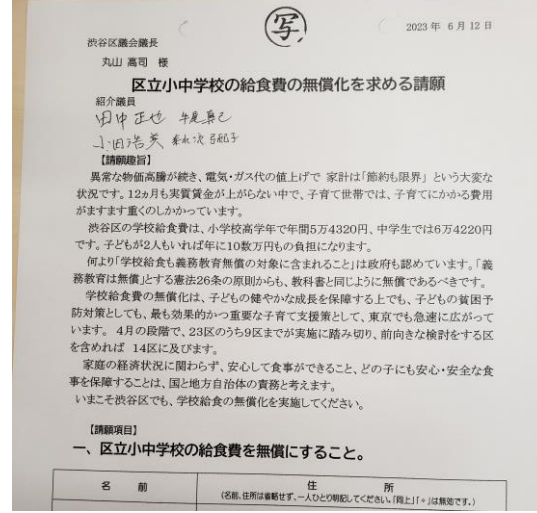 写
2023年 6月12日
渋谷区議会議長
丸山 高司 様
区立小中学校の給食費の無償化を求める請願
紹介議員
田中正也 牛尾真己
小田浩美
【請願趣旨】
異常な物価高騰が続き、電気・ガス代の値上げで 家計は「節約も限界」という大変な
状況です。12ヵ月も実質賃金が上がらない中で、子育て世帯では、子育てにかかる費用
がますます重くのしかかっています。
渋谷区の学校給食費は、小学校高学年で年間5万4320円、中学生では6万4220円
です。子どもが2人もいれば年に10数万円もの負担になります。
何より「学校給食も義務教育無償の対象に含まれること」は政府も認めています。「義
務教育は無償」とする憲法26条の原則からも、教科書と同じように無償であるべきです。
学校給食費の無償化は、子どもの健やかな成長を保障する上でも、子どもの貧困予
防対策としても、最も効果的かつ重要な子育て支援策として、東京でも急速に広がって
います。 4月の段階で、23区のうち9区までが実施に踏み切り、前向きな検討をする区
を含めれば 14区に及びます。
家庭の経済状況に関わらず、安心して食事ができること、どの子にも安心・安全な食
事を保障することは、国と地方自治体の責務と考えます。
いまこそ渋谷区でも、学校給食の無償化を実施してください。
【請願項目】
一、区立小中学校の給食費を無償にすること。
名 前 住 所
(名前、住所は省略せず、一人ひとり明記してください。「同上」「〃」は無効です。)